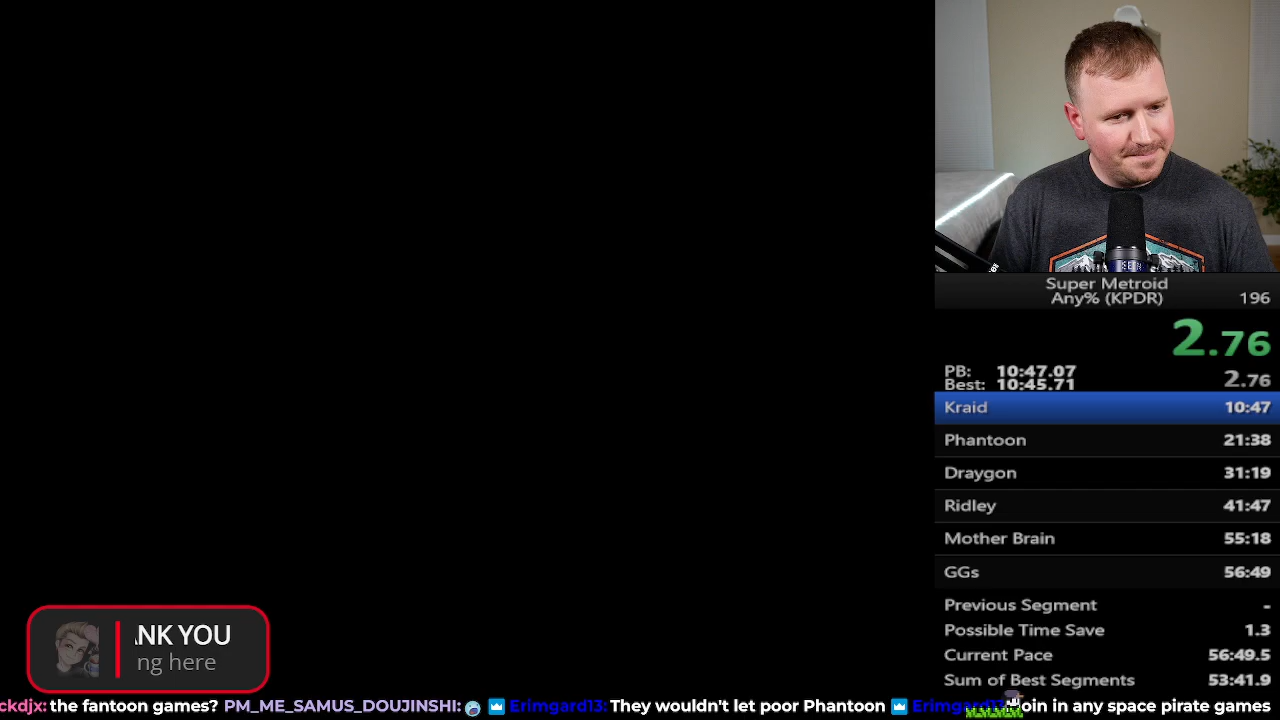 Super Metroid
Any% (KPDR) 196
2.76
PB: 10:47.07
Best: 10:45.71 2.76
Kraid 10:47
Phantoon 21:38
Draygon 31:19
Ridley 41:47
Mother Brain 55:18
GGs 56:49
Previous Segment -
Possible Time Save 1.3
Current Pace 56:49.5
Sum of Best Segments 53:41.9
NK YOU
ng here
ckdjx: the fantoon games? PM_ME_SAMUS_DOUJINSHI: Erimgard13: They wouldn't let poor Phantoon Erimgard13: join in any space pirate games